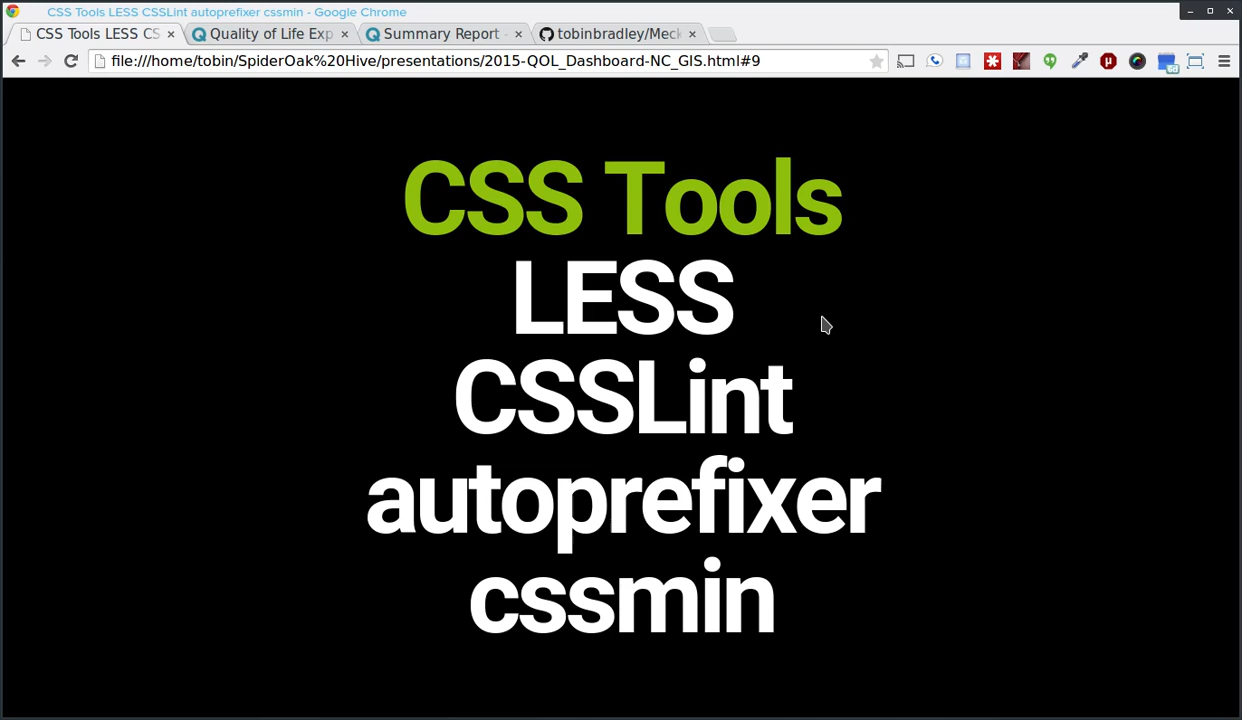 CSS Tools LESS CSSLint autoprefixer cssmin - Google Chrome
CSS Tools LESS CS
Quality of Life Exp
Summary Report -
tobinbradley/Meck
file:///home/tobin/SpiderOak%20Hive/presentations/2015-QOL_Dashboard-NC_GIS.html#9
CSS Tools
LESS
CSSLint
autoprefixer
cssmin